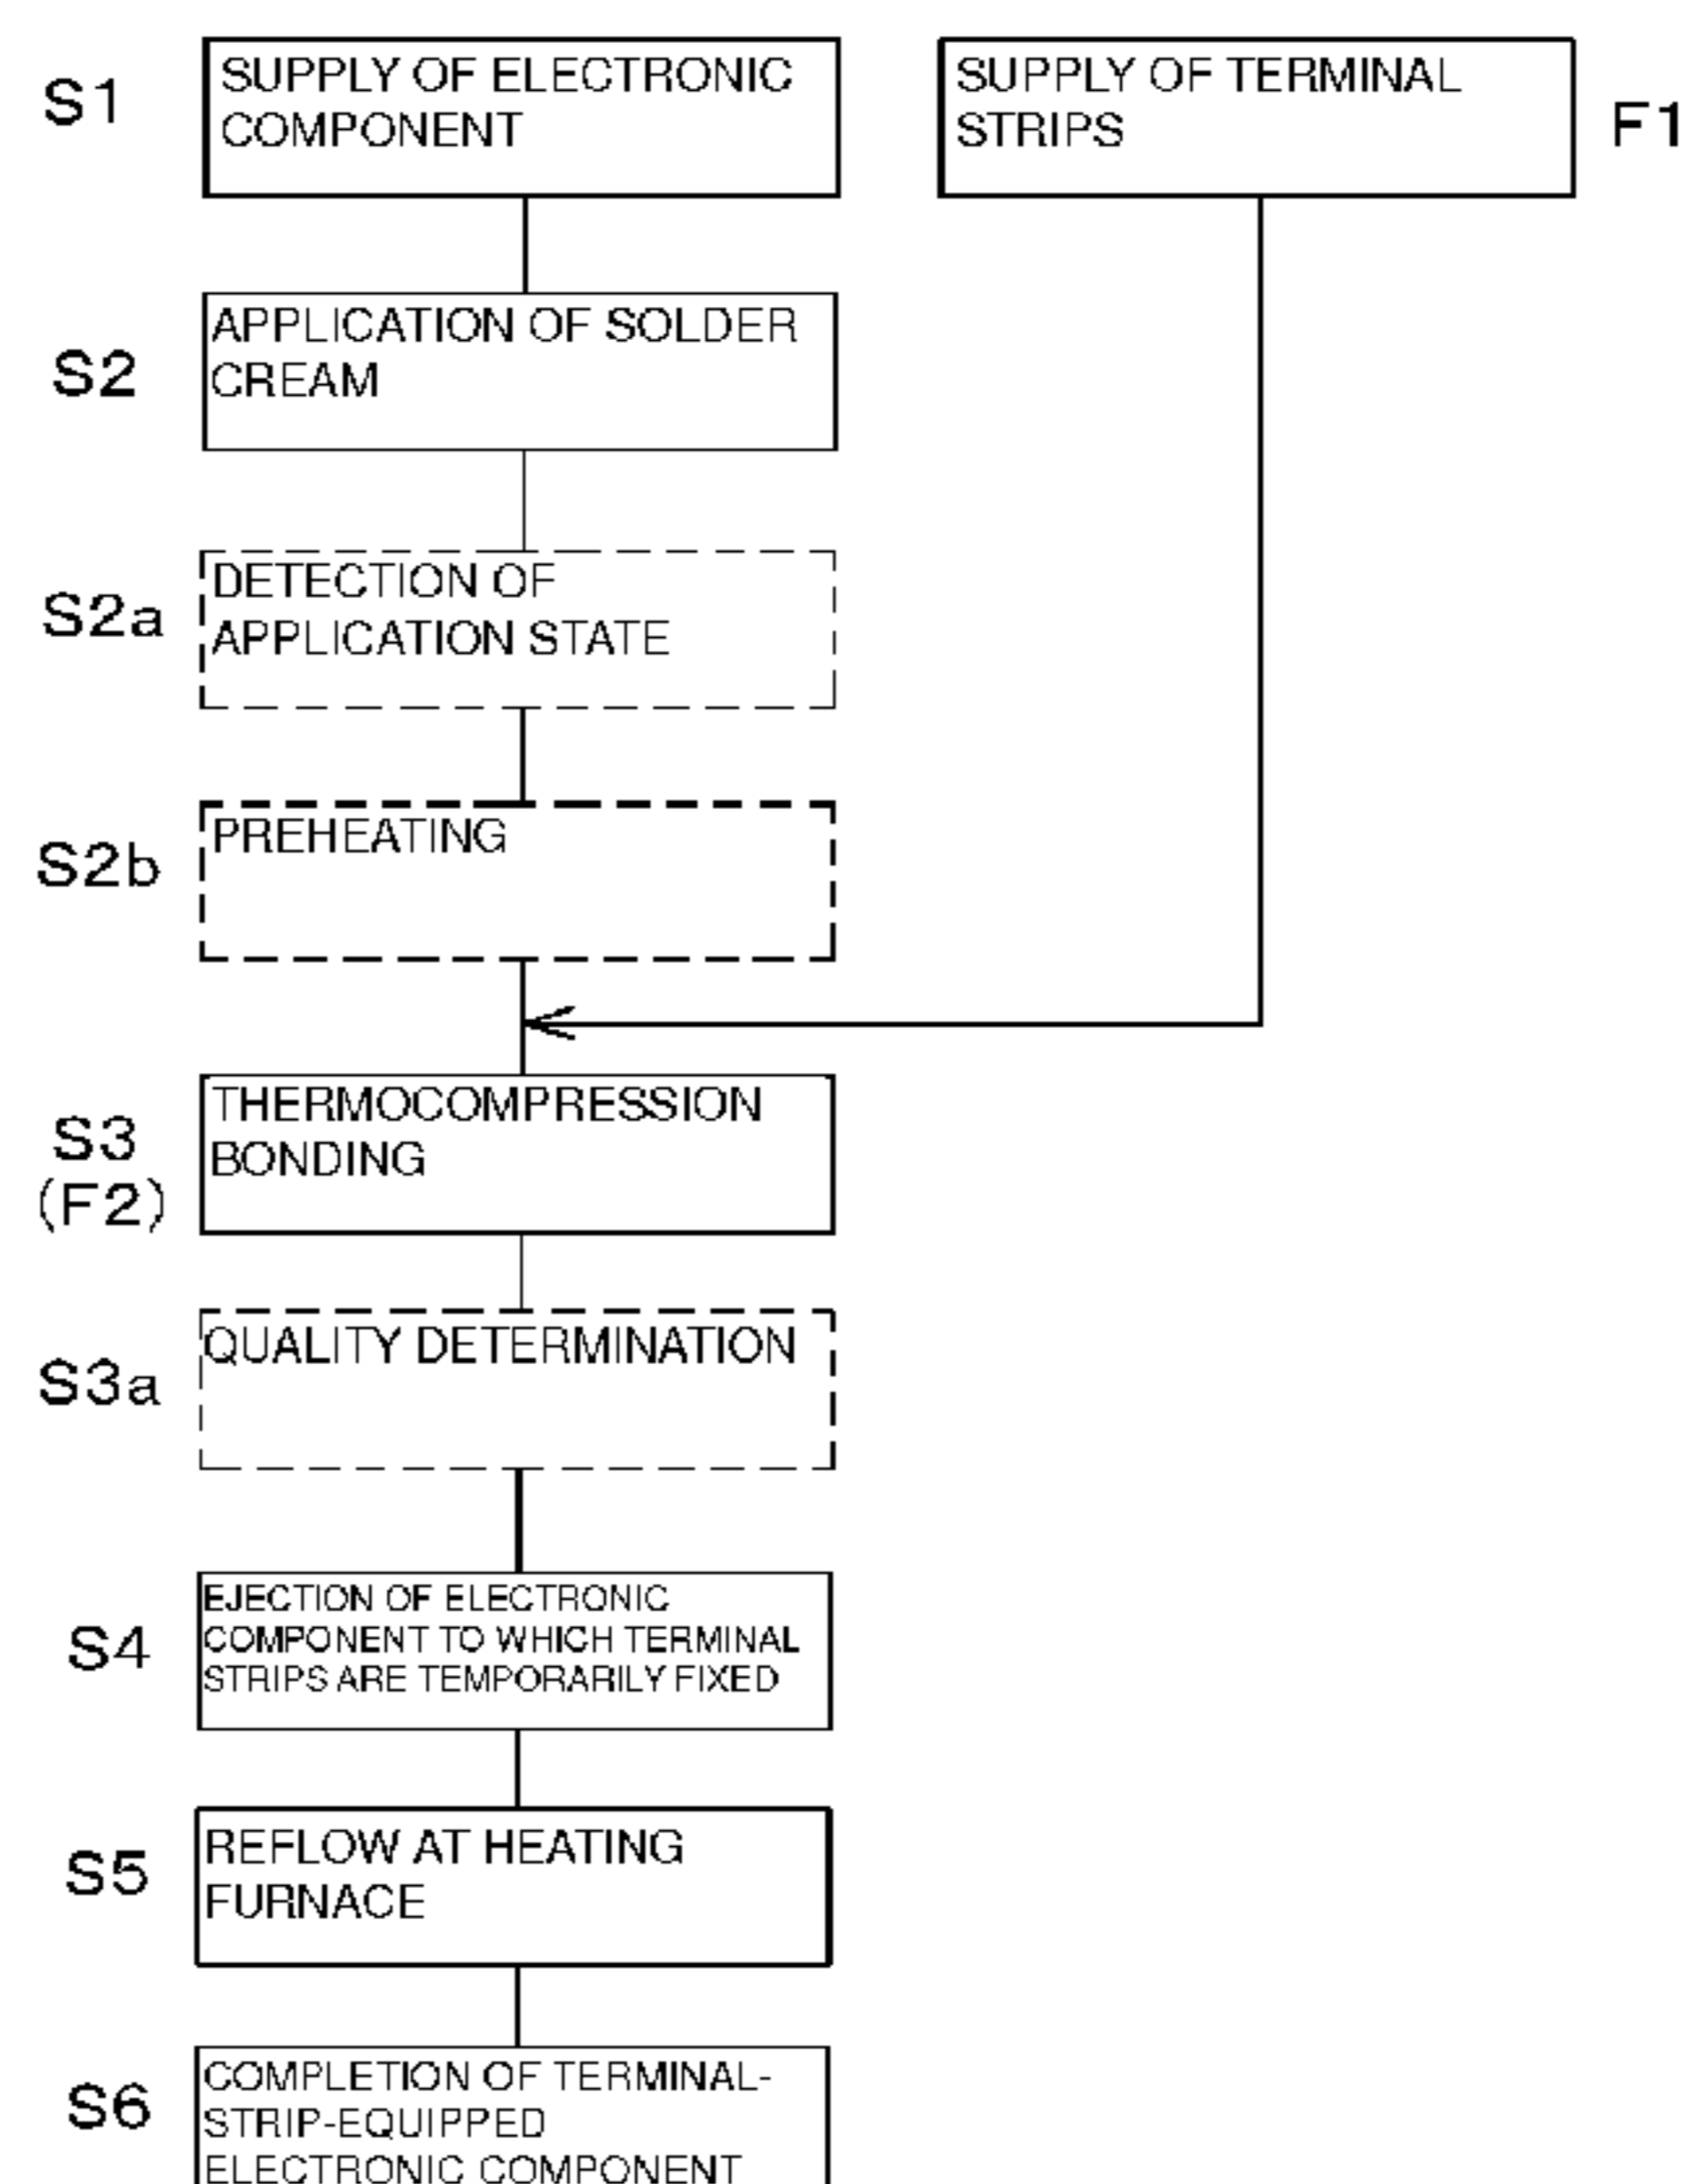 S1
SUPPLY OF ELECTRONIC
COMPONENT
SUPPLY OF TERMINAL
STRIPS
F1
S2
APPLICATION OF SOLDER
CREAM
S2a
DETECTION OF
APPLICATION STATE
S2b
PREHEATING
S3
(F2)
THERMOCOMPRESSION
BONDING
S3a
QUALITY DETERMINATION
S4
EJECTION OF ELECTRONIC
COMPONENT TO WHICH TERMINAL
STRIPS ARE TEMPORARILY FIXED
S5
REFLOW AT HEATING
FURNACE
S6
COMPLETION OF TERMINAL-
STRIP-EQUIPPED
ELECTRONIC COMPONENT